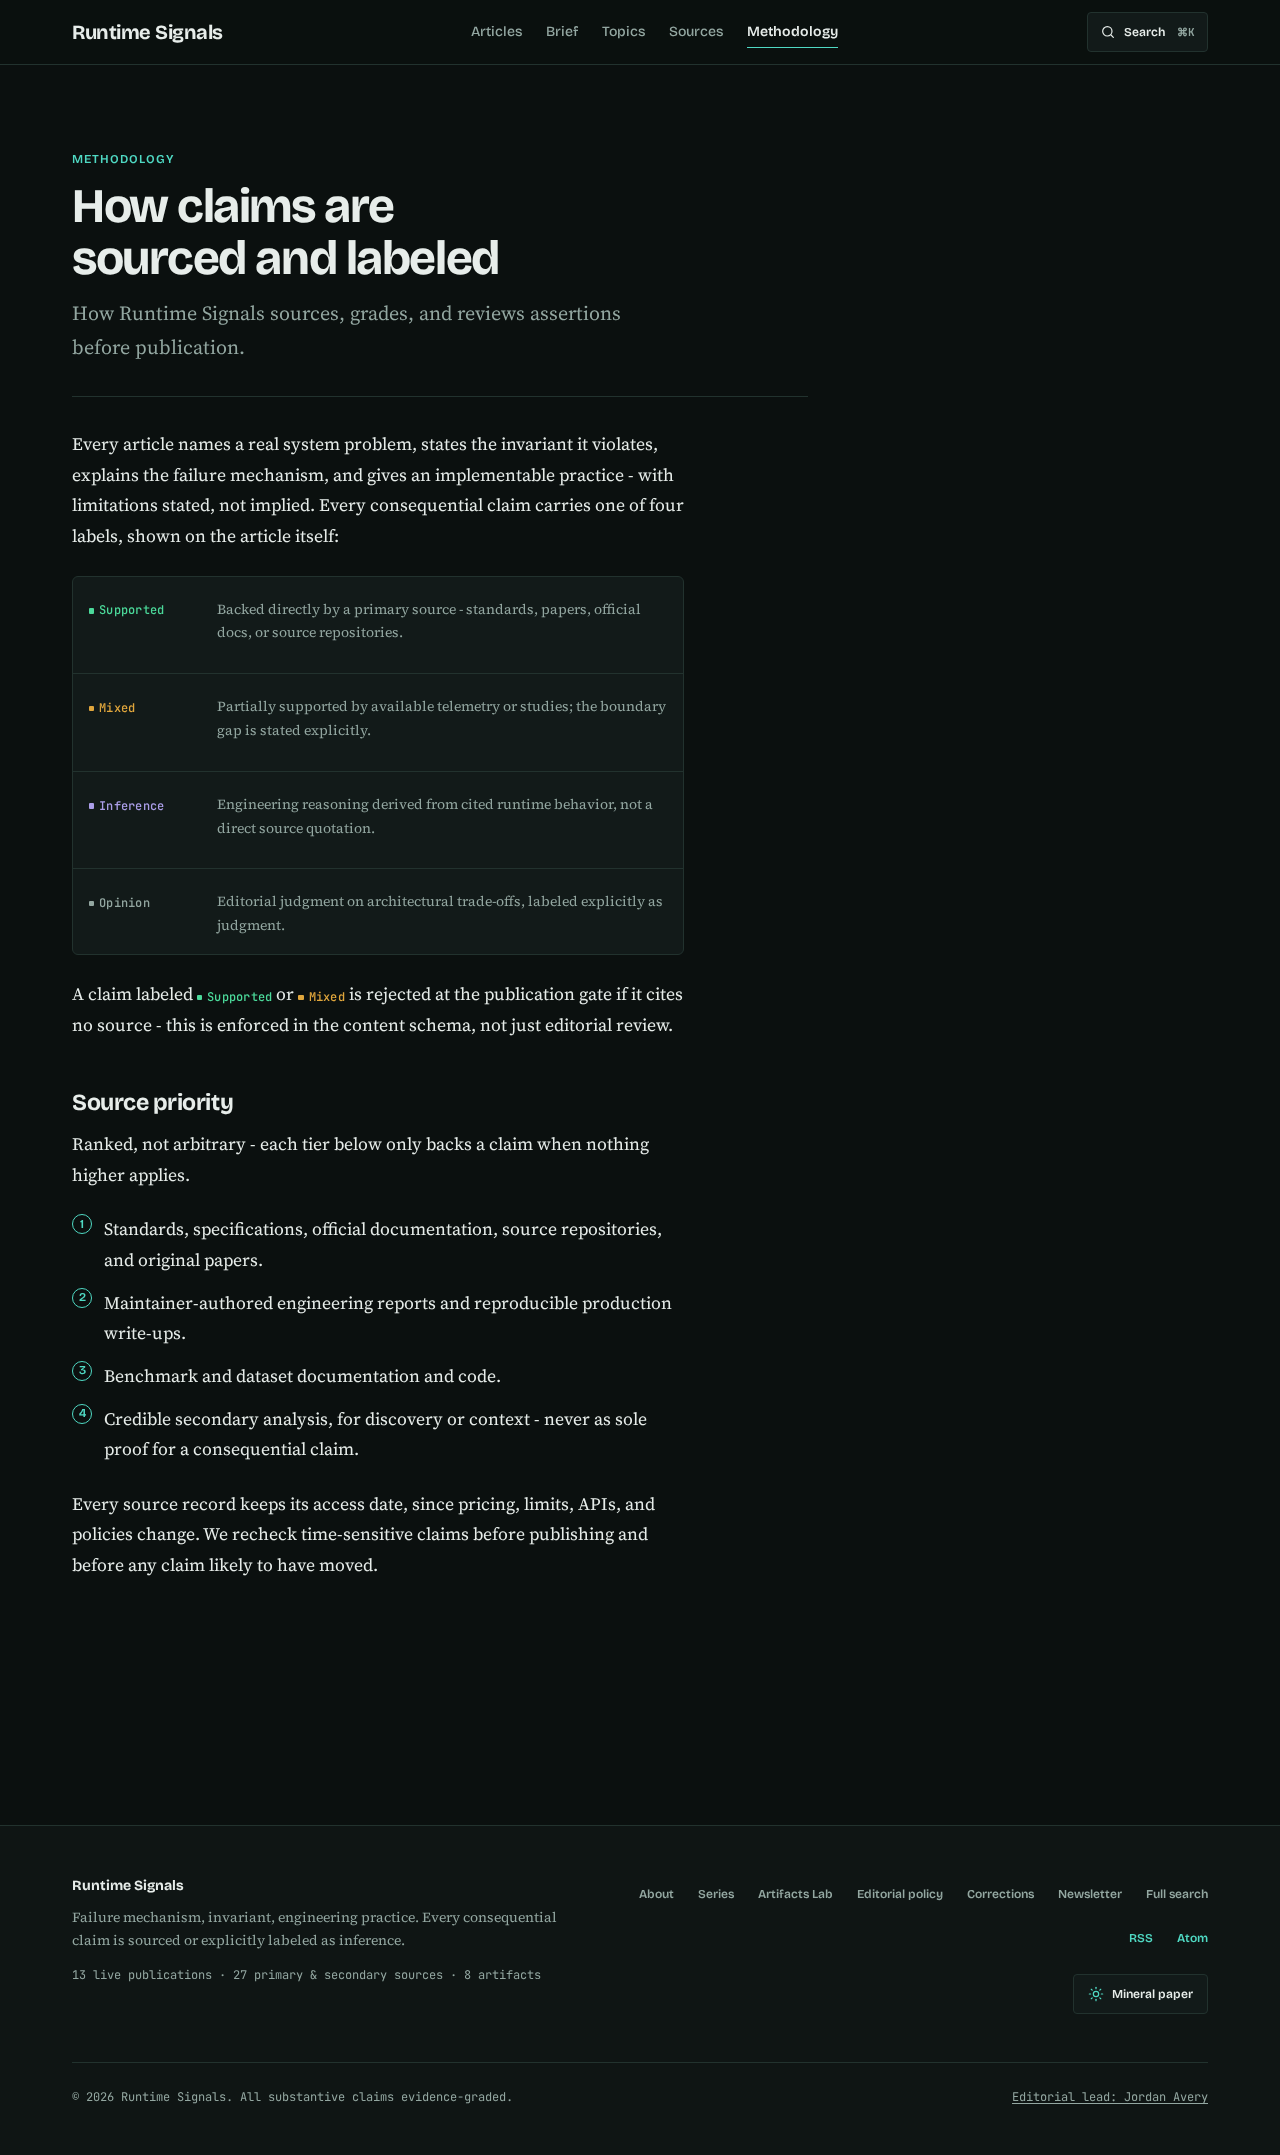 Runtime Signals
Articles
Brief
Topics
Sources
Methodology
Search ⌘K
METHODOLOGY
How claims are
sourced and labeled
How Runtime Signals sources, grades, and reviews assertions
before publication.
Every article names a real system problem, states the invariant it violates,
explains the failure mechanism, and gives an implementable practice - with
limitations stated, not implied. Every consequential claim carries one of four
labels, shown on the article itself:
Supported
Backed directly by a primary source - standards, papers, official
docs, or source repositories.
Mixed
Partially supported by available telemetry or studies; the boundary
gap is stated explicitly.
Inference
Engineering reasoning derived from cited runtime behavior, not a
direct source quotation.
Opinion
Editorial judgment on architectural trade-offs, labeled explicitly as
judgment.
A claim labeled Supported or Mixed is rejected at the publication gate if it cites
no source - this is enforced in the content schema, not just editorial review.
Source priority
Ranked, not arbitrary - each tier below only backs a claim when nothing
higher applies.
1 Standards, specifications, official documentation, source repositories,
and original papers.
2 Maintainer-authored engineering reports and reproducible production
write-ups.
3 Benchmark and dataset documentation and code.
4 Credible secondary analysis, for discovery or context - never as sole
proof for a consequential claim.
Every source record keeps its access date, since pricing, limits, APIs, and
policies change. We recheck time-sensitive claims before publishing and
before any claim likely to have moved.
Runtime Signals
Failure mechanism, invariant, engineering practice. Every consequential
claim is sourced or explicitly labeled as inference.
13 live publications · 27 primary & secondary sources · 8 artifacts
About
Series
Artifacts Lab
Editorial policy
Corrections
Newsletter
Full search
RSS
Atom
Mineral paper
© 2026 Runtime Signals. All substantive claims evidence-graded.
Editorial lead: Jordan Avery